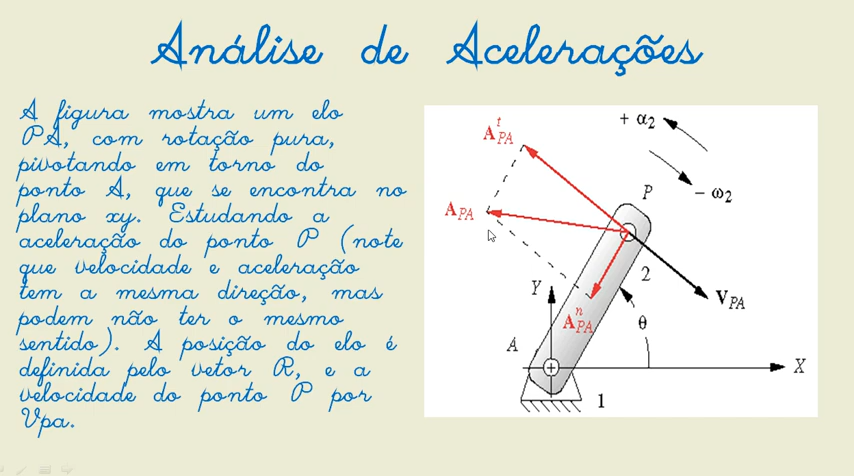 Análise de Acelerações
A figura mostra um elo
PA, com rotação pura,
pivotando em torno do
ponto A, que se encontra no
plano xy. Estudando a
aceleração do ponto P (note
que velocidade e aceleração
tem a mesma direção, mas
podem não ter o mesmo
sentido). A posição do elo é
definida pelo vetor R, e a
velocidade do ponto P por
Vpa.
+ α2
A^t_PA
- ω2
P
A_PA
2
Y
V_PA
A^n_PA
θ
A
X
1